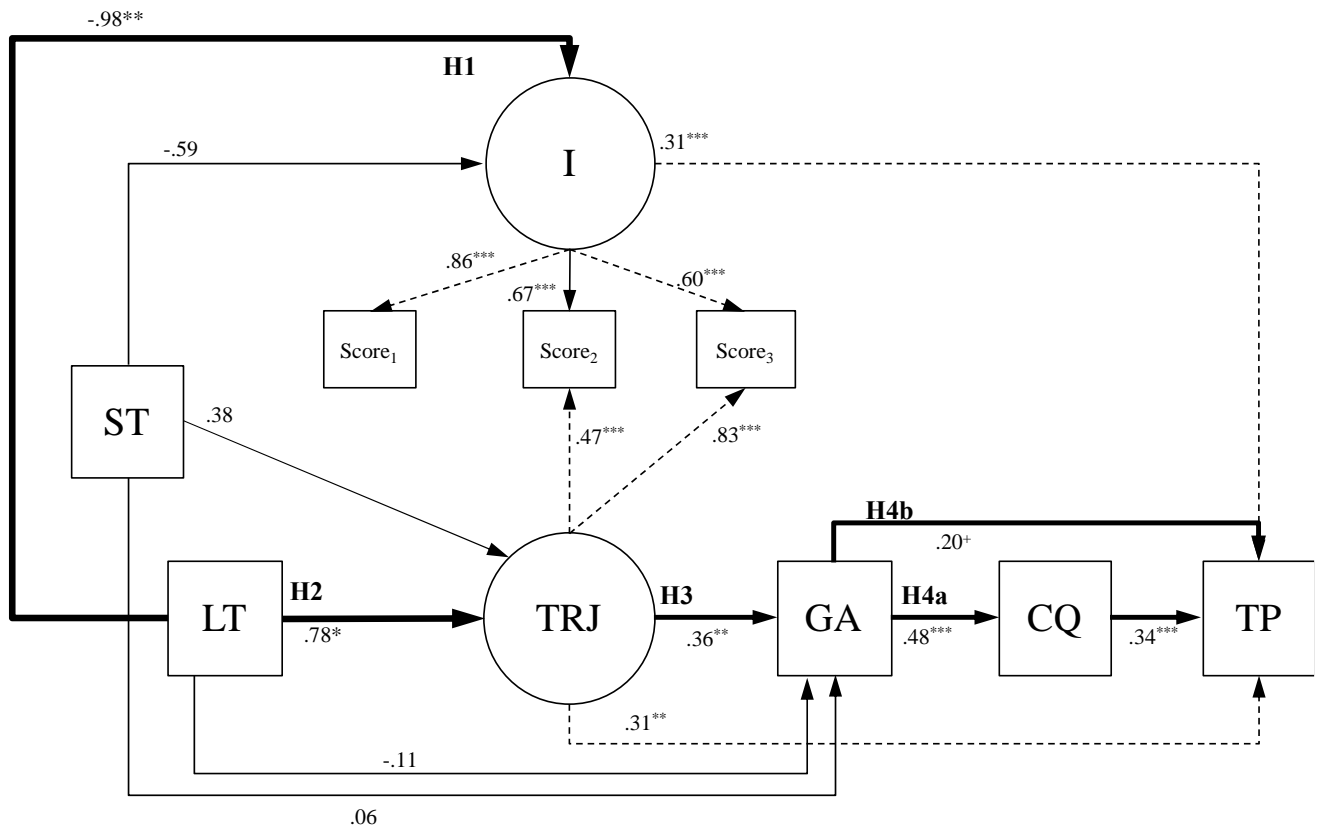 -.98**
H1
-.59
I
.31***
.86***
.67***
.60***
Score₁
Score₂
Score₃
ST
.38
.47***
.83***
H4b
.20⁺
LT
H2
.78*
TRJ
H3
.36**
GA
H4a
.48***
CQ
.34***
TP
.31**
-.11
.06